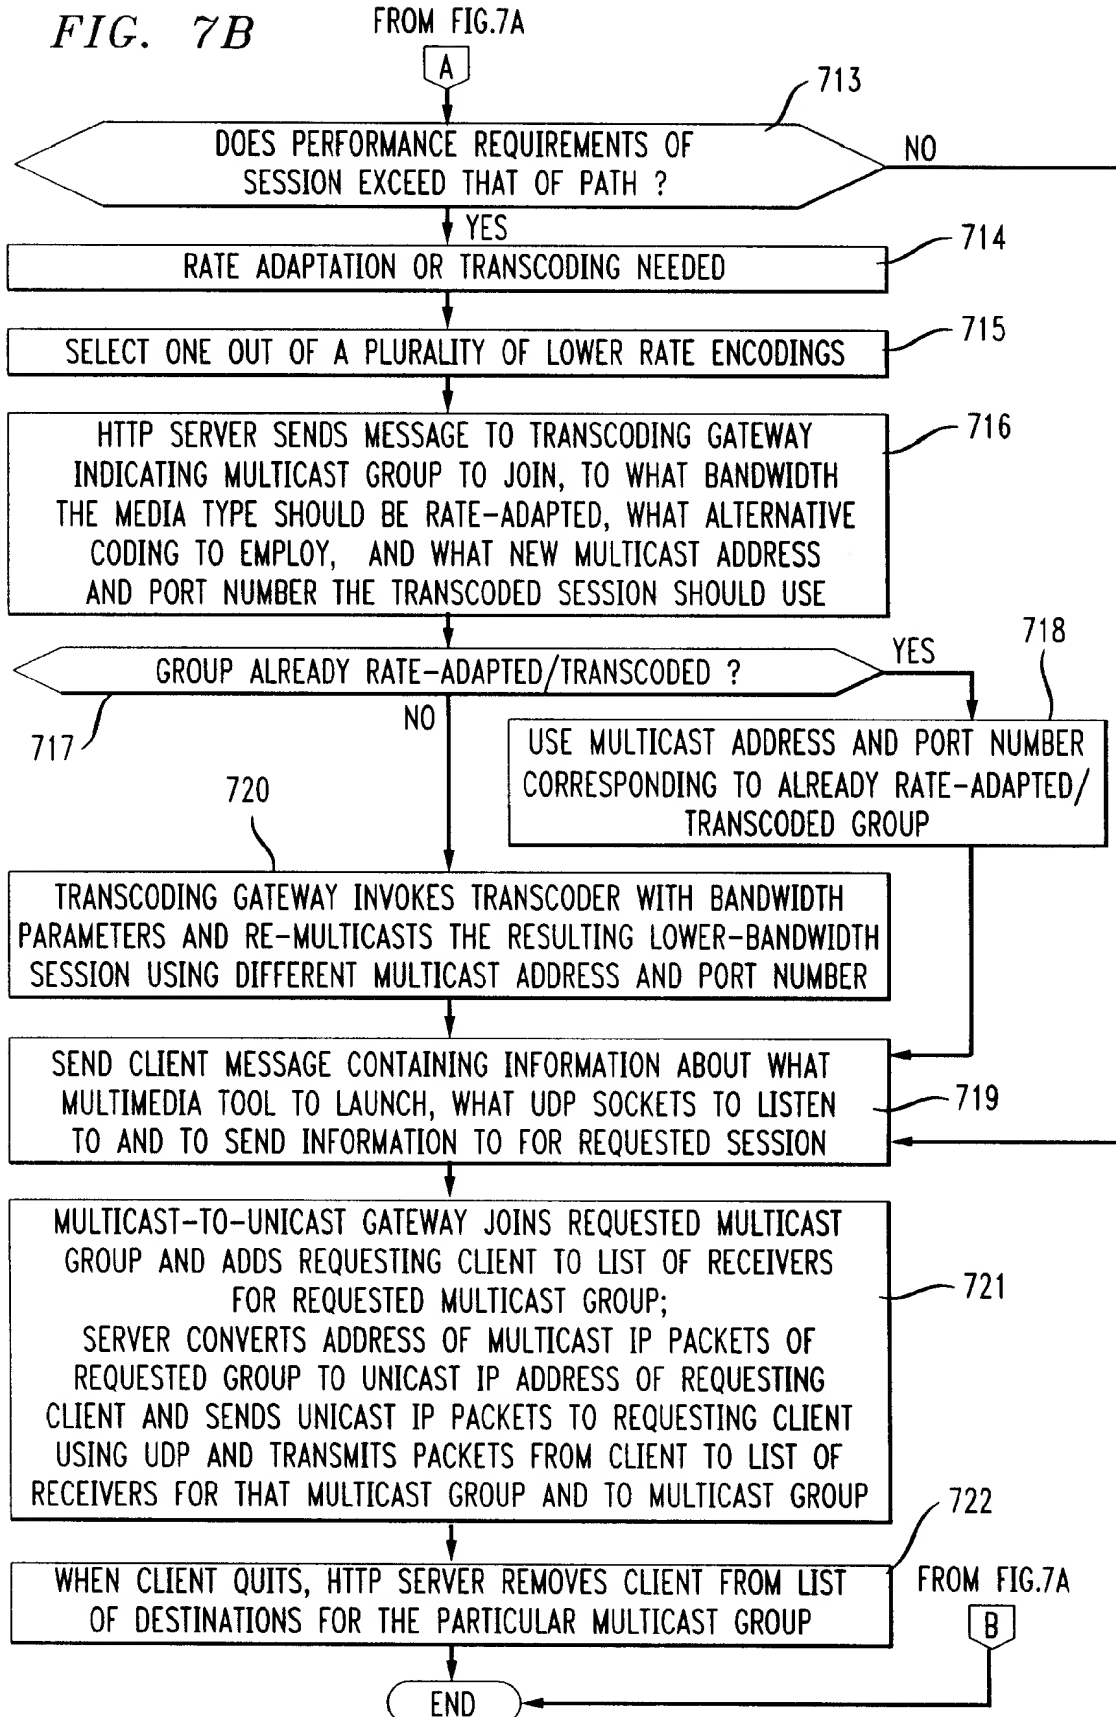 FIG. 7B
FROM FIG.7A
A
713
DOES PERFORMANCE REQUIREMENTS OF
SESSION EXCEED THAT OF PATH ?
NO
YES
714
RATE ADAPTATION OR TRANSCODING NEEDED
715
SELECT ONE OUT OF A PLURALITY OF LOWER RATE ENCODINGS
716
HTTP SERVER SENDS MESSAGE TO TRANSCODING GATEWAY
INDICATING MULTICAST GROUP TO JOIN, TO WHAT BANDWIDTH
THE MEDIA TYPE SHOULD BE RATE-ADAPTED, WHAT ALTERNATIVE
CODING TO EMPLOY, AND WHAT NEW MULTICAST ADDRESS
AND PORT NUMBER THE TRANSCODED SESSION SHOULD USE
GROUP ALREADY RATE-ADAPTED/TRANSCODED ?
YES
718
717
NO
USE MULTICAST ADDRESS AND PORT NUMBER
CORRESPONDING TO ALREADY RATE-ADAPTED/
TRANSCODED GROUP
720
TRANSCODING GATEWAY INVOKES TRANSCODER WITH BANDWIDTH
PARAMETERS AND RE-MULTICASTS THE RESULTING LOWER-BANDWIDTH
SESSION USING DIFFERENT MULTICAST ADDRESS AND PORT NUMBER
SEND CLIENT MESSAGE CONTAINING INFORMATION ABOUT WHAT
MULTIMEDIA TOOL TO LAUNCH, WHAT UDP SOCKETS TO LISTEN
TO AND TO SEND INFORMATION TO FOR REQUESTED SESSION
719
MULTICAST-TO-UNICAST GATEWAY JOINS REQUESTED MULTICAST
GROUP AND ADDS REQUESTING CLIENT TO LIST OF RECEIVERS
FOR REQUESTED MULTICAST GROUP;
SERVER CONVERTS ADDRESS OF MULTICAST IP PACKETS OF
REQUESTED GROUP TO UNICAST IP ADDRESS OF REQUESTING
CLIENT AND SENDS UNICAST IP PACKETS TO REQUESTING CLIENT
USING UDP AND TRANSMITS PACKETS FROM CLIENT TO LIST OF
RECEIVERS FOR THAT MULTICAST GROUP AND TO MULTICAST GROUP
721
722
WHEN CLIENT QUITS, HTTP SERVER REMOVES CLIENT FROM LIST
OF DESTINATIONS FOR THE PARTICULAR MULTICAST GROUP
FROM FIG.7A
B
END